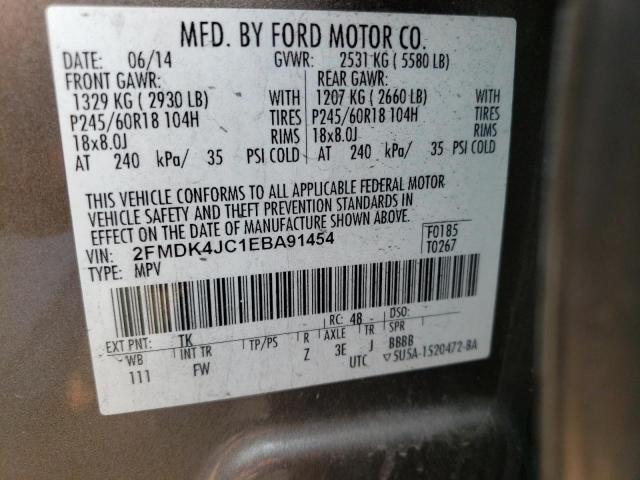 MFD. BY FORD MOTOR CO.
DATE: 06/14 GVWR: 2531 KG ( 5580 LB)
FRONT GAWR: REAR GAWR:
1329 KG ( 2930 LB) WITH 1207 KG ( 2660 LB) WITH
P245/60R18 104H TIRES P245/60R18 104H TIRES
18x8.0J RIMS 18x8.0J RIMS
AT 240 kPa/ 35 PSI COLD AT 240 kPa/ 35 PSI COLD
THIS VEHICLE CONFORMS TO ALL APPLICABLE FEDERAL MOTOR
VEHICLE SAFETY AND THEFT PREVENTION STANDARDS IN
EFFECT ON THE DATE OF MANUFACTURE SHOWN ABOVE.
VIN: 2FMDK4JC1EBA91454 F0185
TYPE: MPV T0267
EXT PNT: TK RC: 48 DSO:
WB INT TR TP/PS R AXLE TR SPR
111 FW Z 3E J BBBB
UTC ▽5U5A-1520472-BA